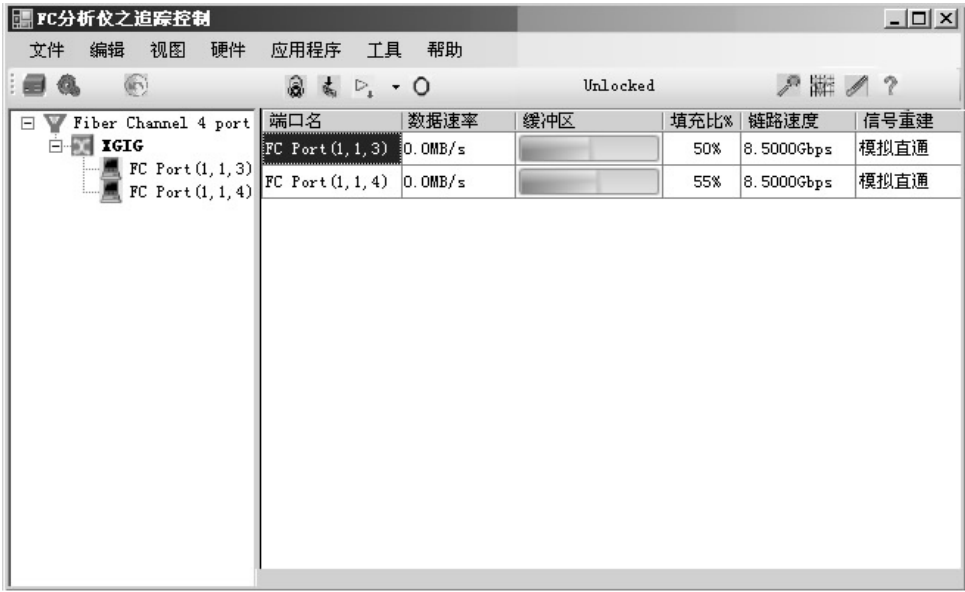 FC分析仪之追踪控制
文件 编辑 视图 硬件 应用程序 工具 帮助
Unlocked
Fiber Channel 4 port
XGIG
FC Port(1,1,3)
FC Port(1,1,4)
端口名 数据速率 缓冲区 填充比% 链路速度 信号重建
FC Port(1,1,3) 0.0MB/s 50% 8.5000Gbps 模拟直通
FC Port(1,1,4) 0.0MB/s 55% 8.5000Gbps 模拟直通